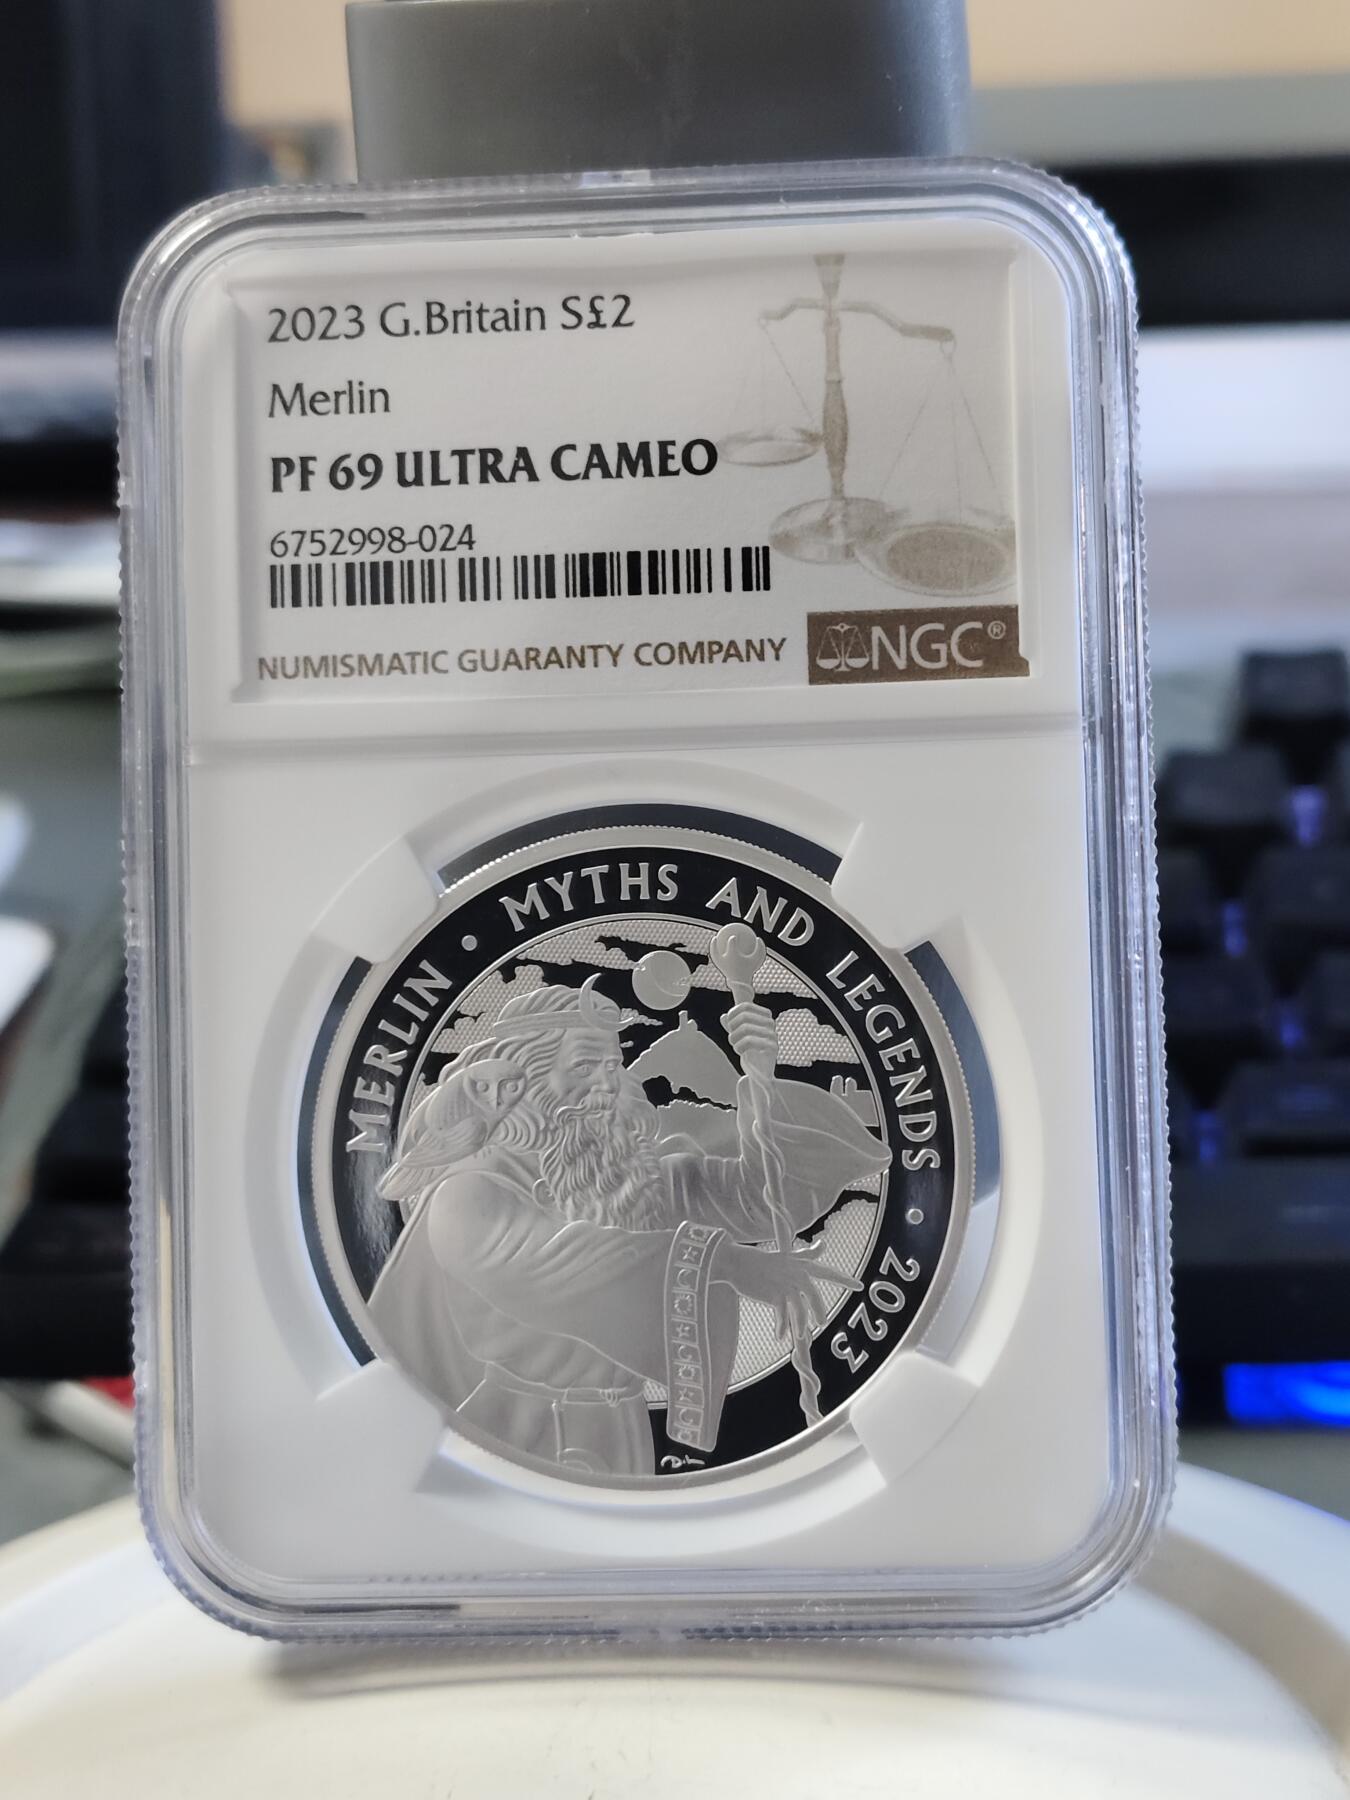 2023 G.Britain S£2
Merlin
PF 69 ULTRA CAMEO
6752998-024
NUMISMATIC GUARANTY COMPANY
NGC®
MERLIN • MYTHS AND LEGENDS • 2023